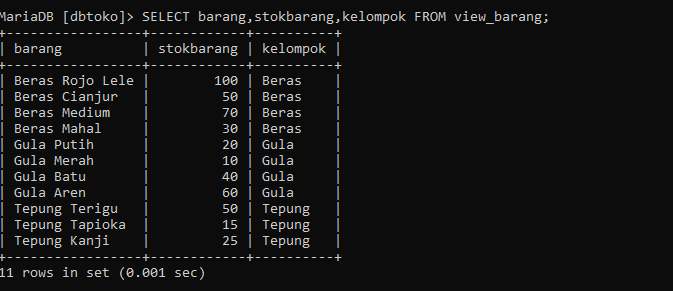 MariaDB [dbtoko]> SELECT barang,stokbarang,kelompok FROM view_barang;
+-----------------+------------+----------+
| barang          | stokbarang | kelompok |
+-----------------+------------+----------+
| Beras Rojo Lele |        100 | Beras    |
| Beras Cianjur   |         50 | Beras    |
| Beras Medium    |         70 | Beras    |
| Beras Mahal     |         30 | Beras    |
| Gula Putih      |         20 | Gula     |
| Gula Merah      |         10 | Gula     |
| Gula Batu       |         40 | Gula     |
| Gula Aren       |         60 | Gula     |
| Tepung Terigu   |         50 | Tepung   |
| Tepung Tapioka  |         15 | Tepung   |
| Tepung Kanji    |         25 | Tepung   |
+-----------------+------------+----------+
11 rows in set (0.001 sec)